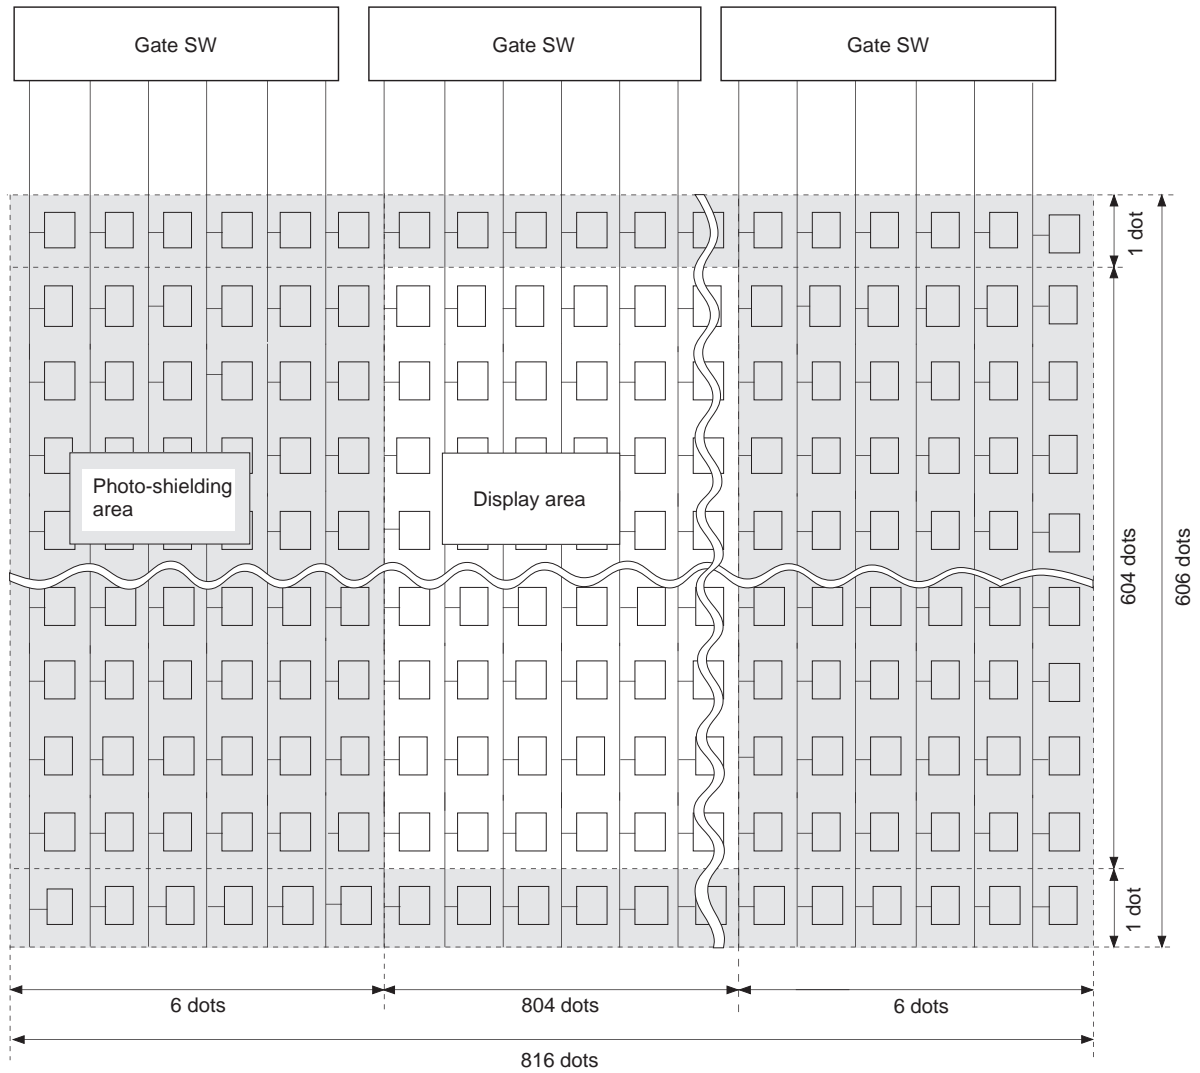 Gate SW
Gate SW
Gate SW
1 dot
Photo-shielding
area
Display area
604 dots
606 dots
1 dot
6 dots
804 dots
6 dots
816 dots